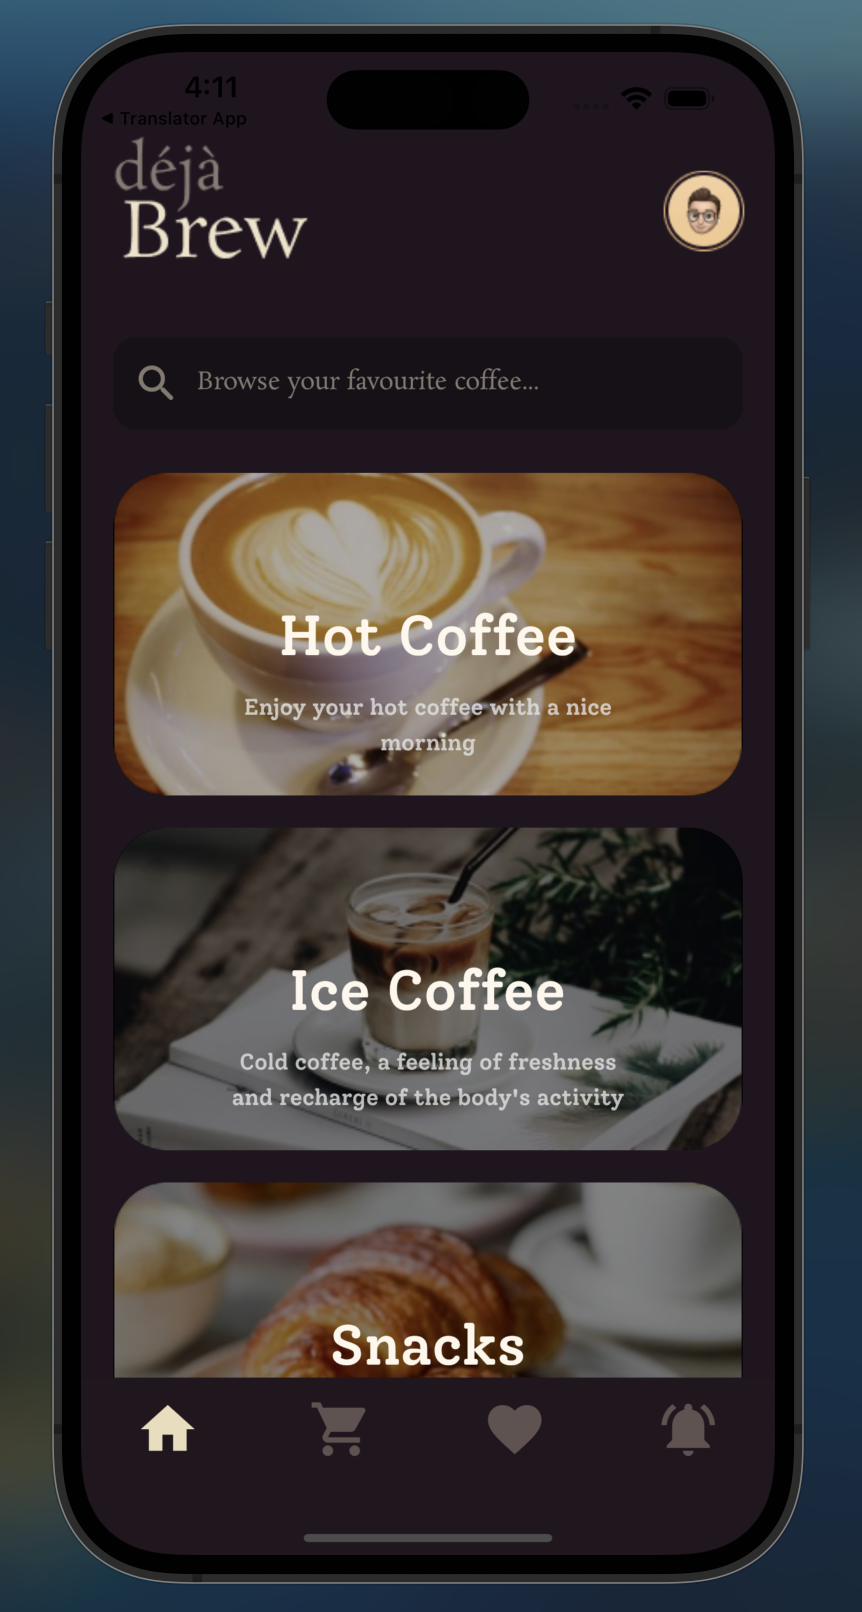 4:11
◀ Translator App
déjà
Brew
Browse your favourite coffee...
Hot Coffee
Enjoy your hot coffee with a nice
morning
Ice Coffee
Cold coffee, a feeling of freshness
and recharge of the body's activity
Snacks